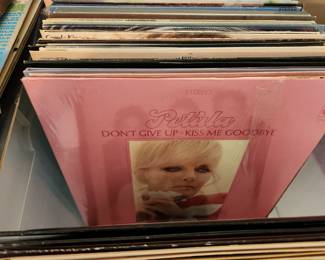 STEREO
Petula
DON'T GIVE UP • KISS ME GOODBYE